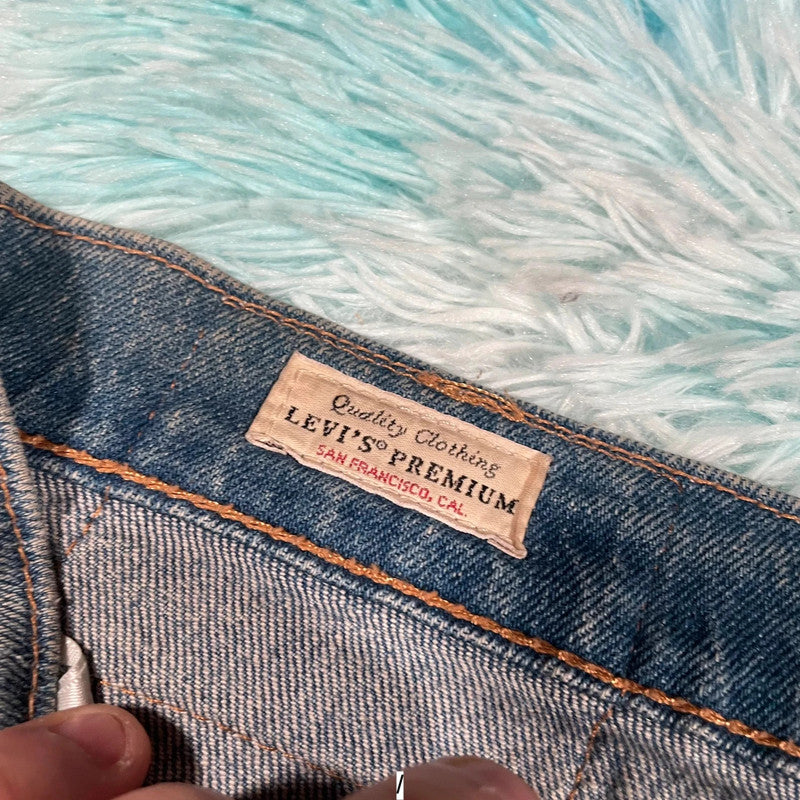 Quality Clothing
LEVI'S® PREMIUM
SAN FRANCISCO, CAL.